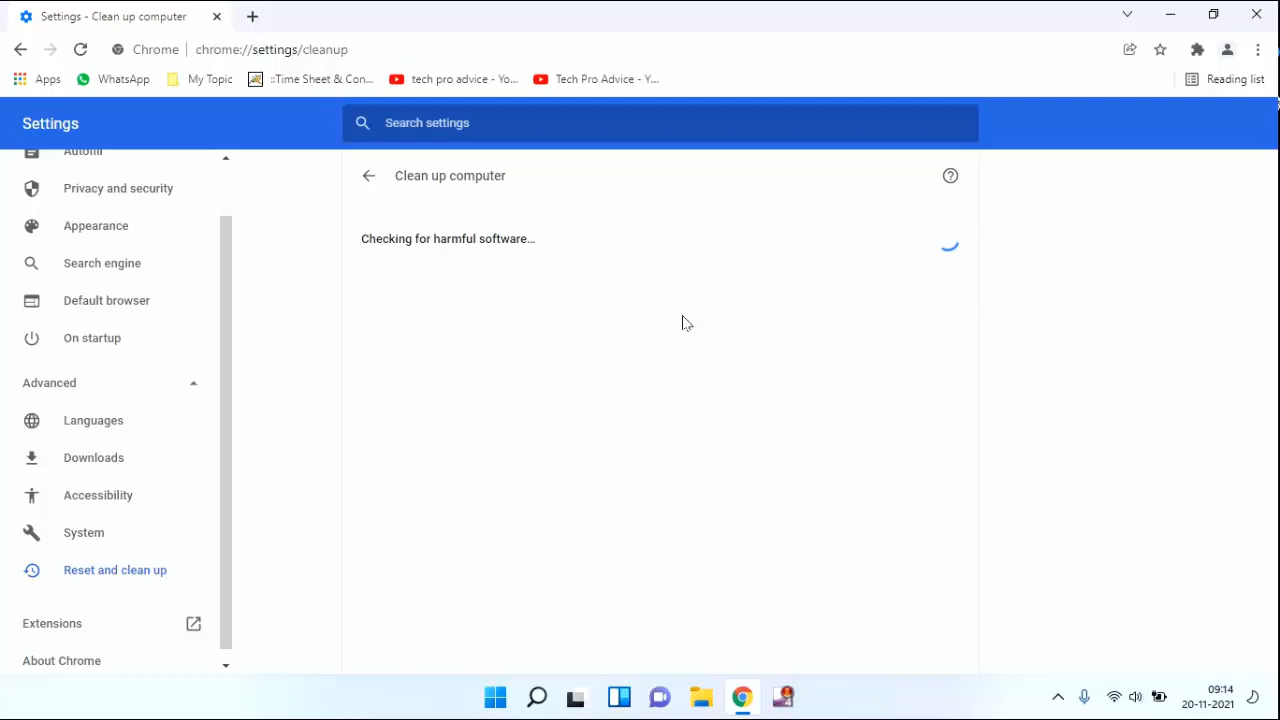 Settings - Clean up computer
Chrome chrome://settings/cleanup
Apps WhatsApp My Topic ::Time Sheet & Con... tech pro advice - Yo... Tech Pro Advice - Y... Reading list
Settings
Search settings
Autofill
Clean up computer
Privacy and security
Appearance
Checking for harmful software...
Search engine
Default browser
On startup
Advanced
Languages
Downloads
Accessibility
System
Reset and clean up
Extensions
About Chrome
09:14
20-11-2021